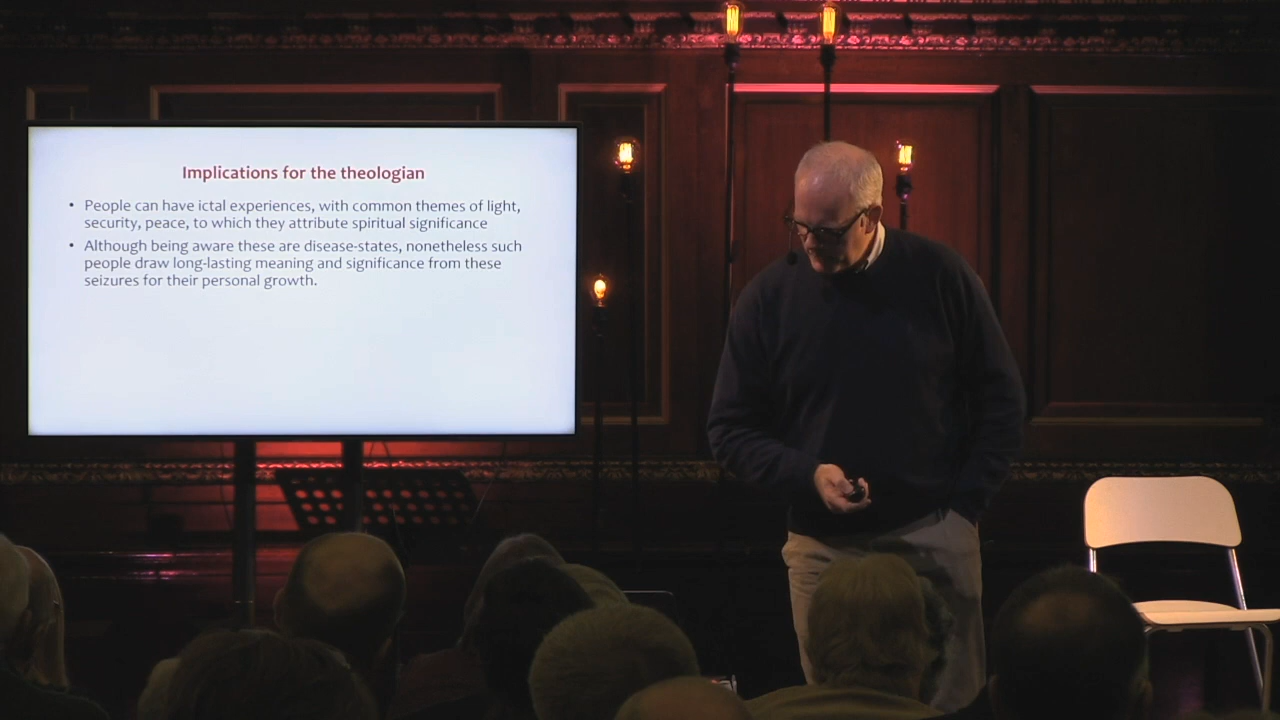 Implications for the theologian
• People can have ictal experiences, with common themes of light,
security, peace, to which they attribute spiritual significance
• Although being aware these are disease-states, nonetheless such
people draw long-lasting meaning and significance from these
seizures for their personal growth.